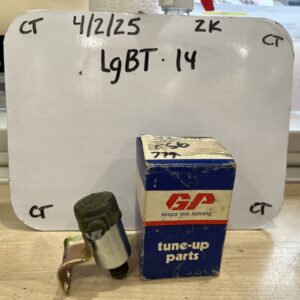 CT 4/2/25 ZK CT
LgBT-14
GP
keeps you running
tune-up
parts
CT CT